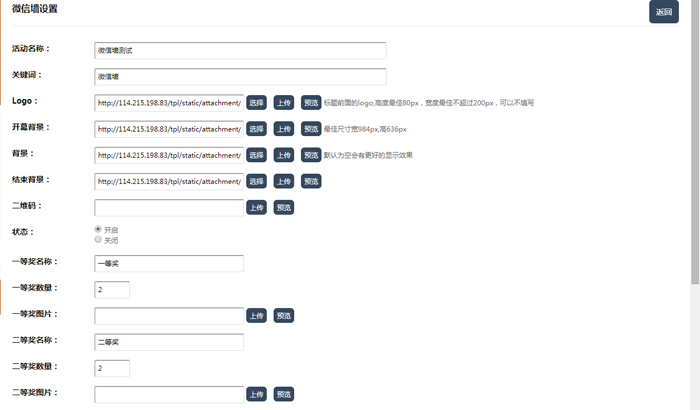 微信墙设置
返回
活动名称： 微信墙测试
关键词： 微信墙
Logo： http://114.215.198.83/tpl/static/attachment/ 选择 上传 预览 标题前面的logo,高度最佳80px，宽度最佳不超过200px，可以不填写
开幕背景： http://114.215.198.83/tpl/static/attachment/ 选择 上传 预览 最佳尺寸宽984px,高636px
背景： http://114.215.198.83/tpl/static/attachment/ 选择 上传 预览 默认为空会有更好的显示效果
结束背景： http://114.215.198.83/tpl/static/attachment/ 选择 上传 预览
二维码： 上传 预览
状态： 开启
关闭
一等奖名称： 一等奖
一等奖数量： 2
一等奖图片： 上传 预览
二等奖名称： 二等奖
二等奖数量： 2
二等奖图片： 上传 预览